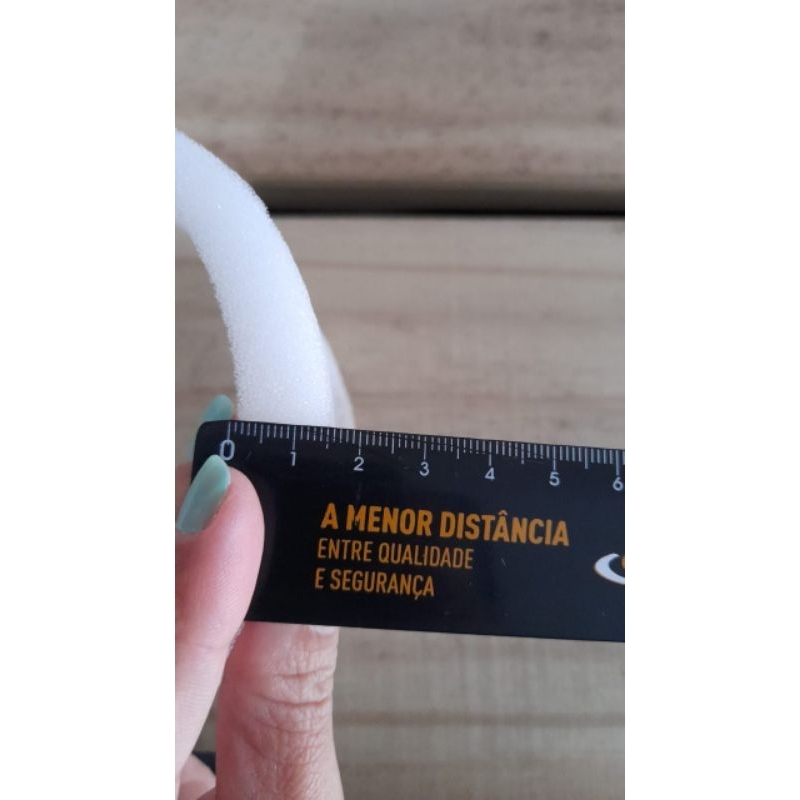 0 1 2 3 4 5 6
A MENOR DISTÂNCIA
ENTRE QUALIDADE
E SEGURANÇA